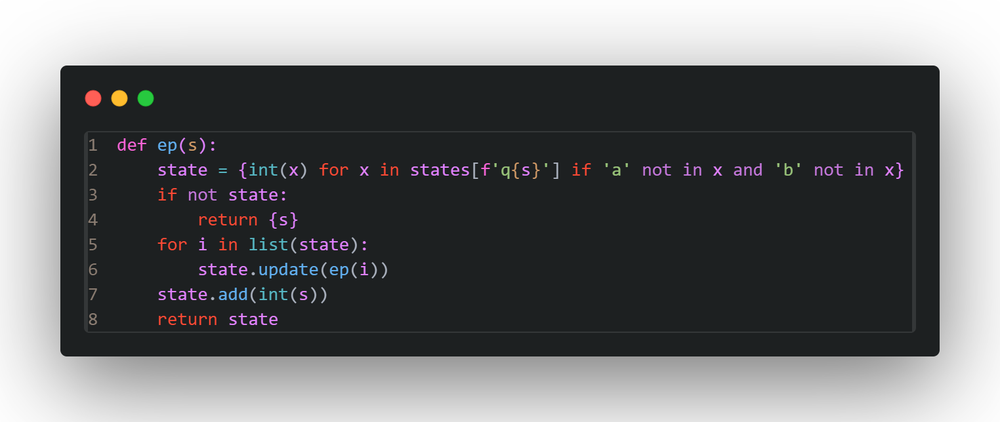 1 def ep(s):
2     state = {int(x) for x in states[f'q{s}'] if 'a' not in x and 'b' not in x}
3     if not state:
4         return {s}
5     for i in list(state):
6         state.update(ep(i))
7     state.add(int(s))
8     return state